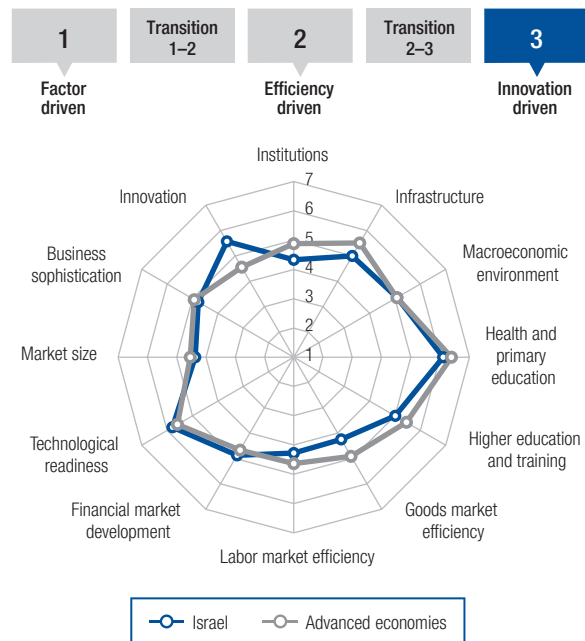 1
Transition
1–2
2
Transition
2–3
3
Factor
driven
Efficiency
driven
Innovation
driven
Institutions
7
6
5
4
3
2
1
Infrastructure
Macroeconomic
environment
Health and
primary
education
Higher education
and training
Goods market
efficiency
Labor market efficiency
Financial market
development
Technological
readiness
Market size
Business
sophistication
Innovation
Israel
Advanced economies